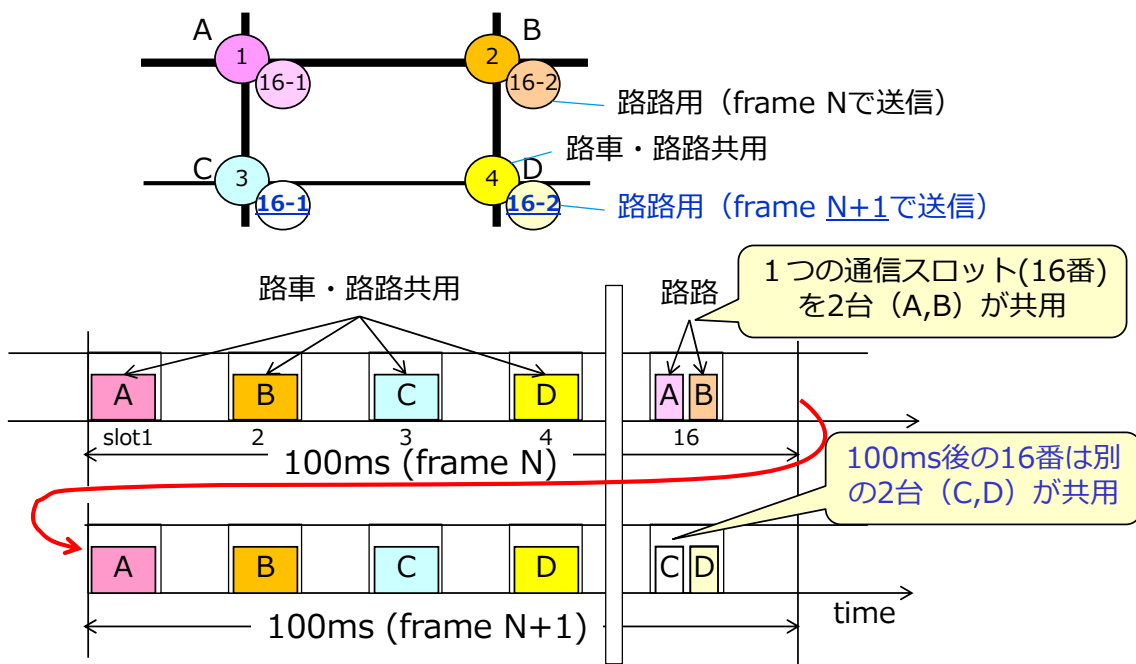 A
B
1
2
16-1
16-2
路路用（frame Nで送信）
路車・路路共用
C
D
3
4
16-1
16-2
路路用（frame N+1で送信）
路車・路路共用
路路
１つの通信スロット(16番)
を2台（A,B）が共用
A
B
C
D
A
B
slot1
2
3
4
16
100ms (frame N)
100ms後の16番は別
の2台（C,D）が共用
A
B
C
D
C
D
time
100ms (frame N+1)